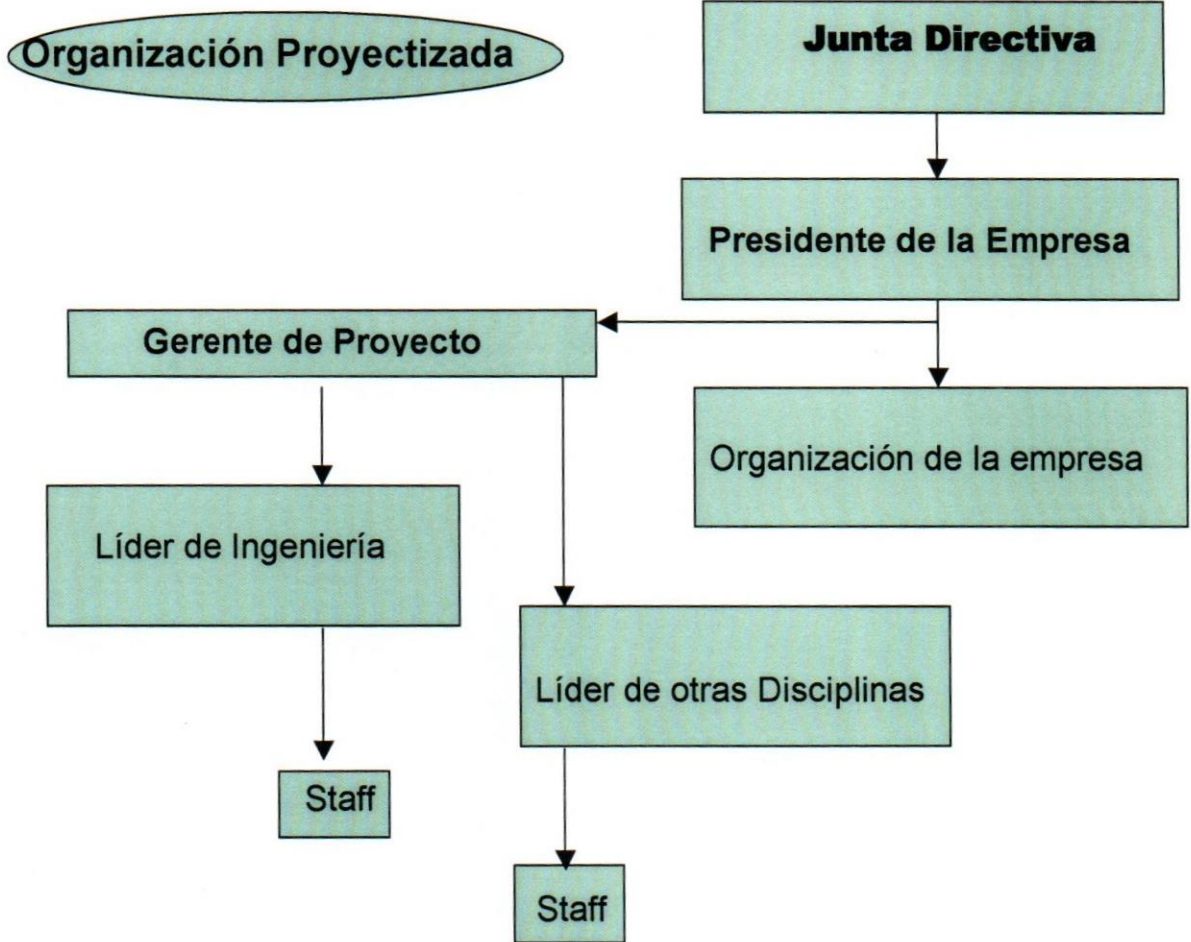 Organización Proyectizada
Junta Directiva
Presidente de la Empresa
Gerente de Proyecto
Organización de la empresa
Líder de Ingeniería
Líder de otras Disciplinas
Staff
Staff